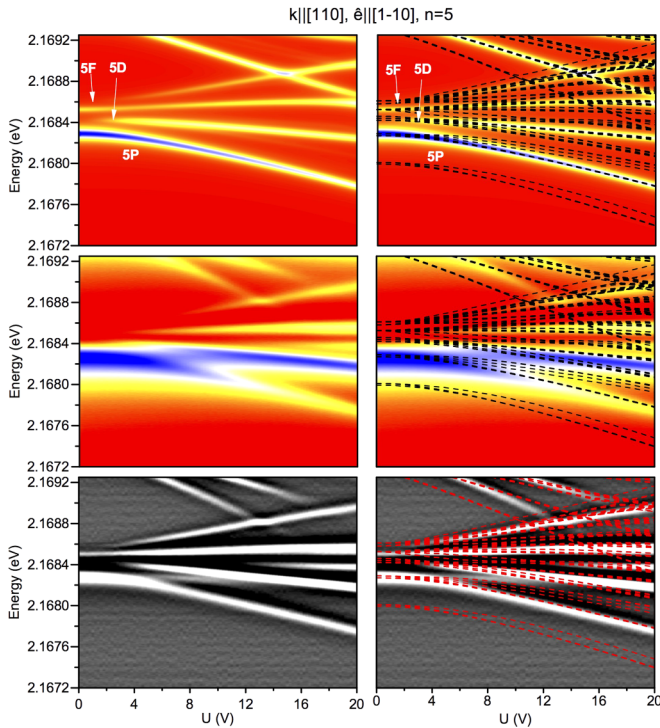 k||[110], ê||[1-10], n=5
Energy (eV)
2.1692
2.1688
2.1684
2.1680
2.1676
2.1672
5F
5D
5P
5F
5D
5P
Energy (eV)
2.1692
2.1688
2.1684
2.1680
2.1676
2.1672
Energy (eV)
2.1692
2.1688
2.1684
2.1680
2.1676
2.1672
0 4 8 12 16 20
U (V)
0 4 8 12 16 20
U (V)